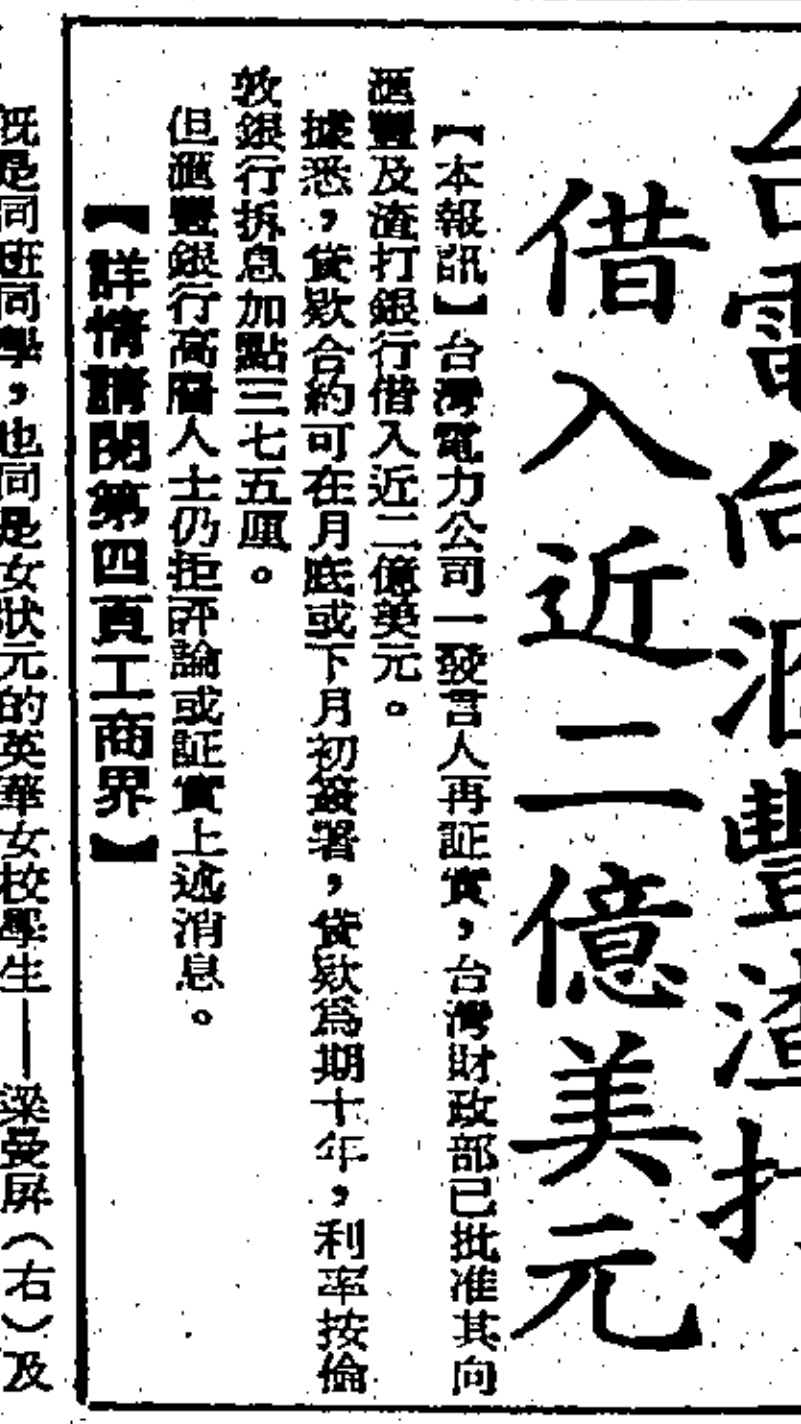 台電台滙豐渣打
借入近二億美元
【本報訊】台灣電力公司一發言人再証實，台灣財政部已批准其向
滙豐及渣打銀行借入近二億美元。
據悉，貸欵合約可在月底或下月初簽署，貸欵爲期十年，利率按倫
敦銀行拆息加點三七五厘。
但滙豐銀行高層人士仍拒評論或証實上述消息。
【詳情請閱第四頁工商界】
旣是同班同學，也同是女狀元的英華女校學生——梁曼屏（右）及